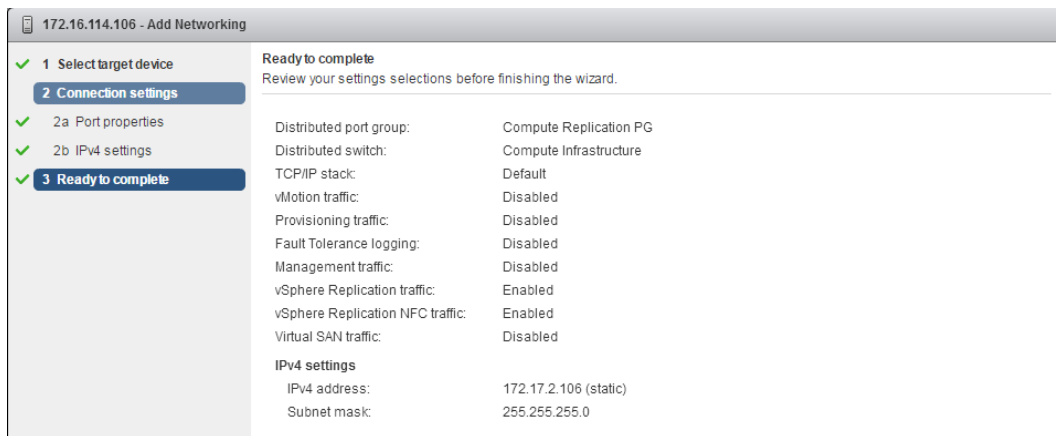 172.16.114.106 - Add Networking
1 Select target device
2 Connection settings
2a Port properties
2b IPv4 settings
3 Ready to complete
Ready to complete
Review your settings selections before finishing the wizard.
Distributed port group: Compute Replication PG
Distributed switch: Compute Infrastructure
TCP/IP stack: Default
vMotion traffic: Disabled
Provisioning traffic: Disabled
Fault Tolerance logging: Disabled
Management traffic: Disabled
vSphere Replication traffic: Enabled
vSphere Replication NFC traffic: Enabled
Virtual SAN traffic: Disabled
IPv4 settings
IPv4 address: 172.17.2.106 (static)
Subnet mask: 255.255.255.0